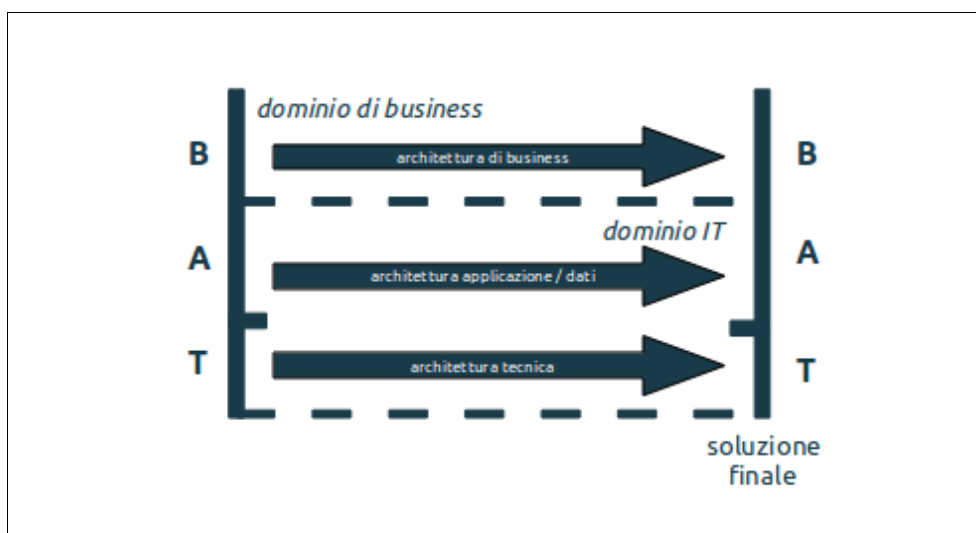 dominio di business
B
architettura di business
B
dominio IT
A
architettura applicazione / dati
A
T
architettura tecnica
T
soluzione
finale